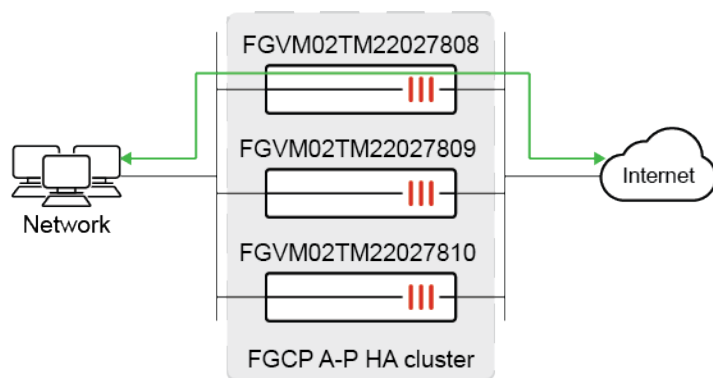 FGVM02TM22027808
FGVM02TM22027809
Network
Internet
FGVM02TM22027810
FGCP A-P HA cluster